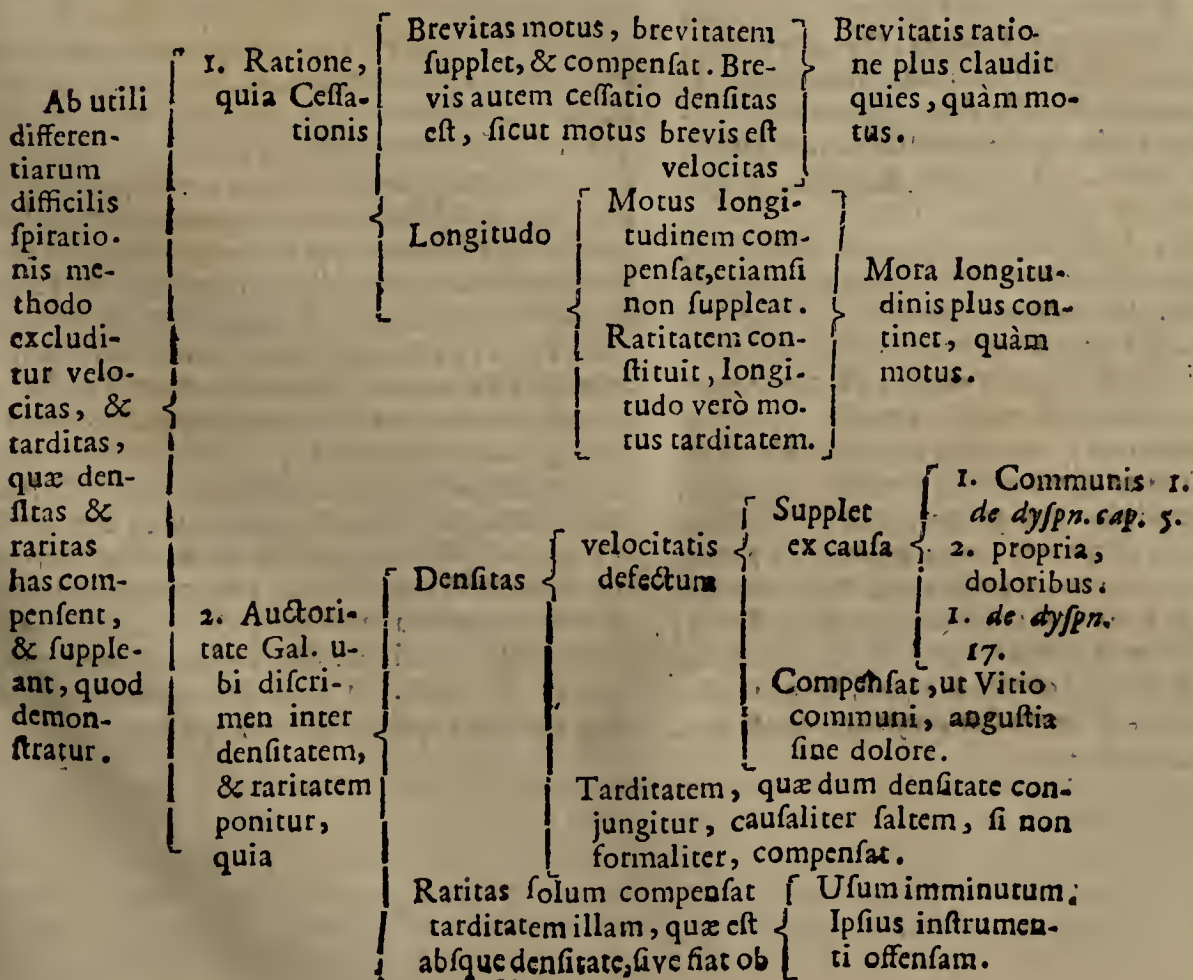 Ab utili
differen-
tiarum
difficilis
ſpiratio-
nis me-
thodo
excludi-
tur velo-
citas, &
tarditas,
quæ den-
ſitas &
raritas
has com-
penſent,
& ſupple-
ant, quod
demon-
ſtratur.
1. Ratione,
quia Ceſſa-
tionis
Brevitas motus, brevitatem
ſupplet, & compenſat. Bre-
vis autem ceſſatio denſitas
eſt, ſicut motus brevis eſt
velocitas
Brevitatis ratio-
ne plus claudit
quies, quàm mo-
tus.
Longitudo
Motus longi-
tudinem com-
penſat, etiamſi
non ſuppleat.
Raritatem con-
ſtituit, longi-
tudo verò mo-
tus tarditatem.
Mora longitu-
dinis plus con-
tinet, quàm
motus.
2. Auctori-
tate Gal. u-
bi diſcri-
men inter
denſitatem,
& raritatem
ponitur,
quia
Denſitas
velocitatis
defectum
Supplet
ex cauſa
1. Communis 1.
de dyſpn. cap. 5.
2. propria,
doloribus.
1. de dyſpn.
17.
Compenſat, ut Vitio
communi, anguſtia
ſine dolore.
Tarditatem, quæ dum denſitate con-
jungitur, cauſaliter ſaltem, ſi non
formaliter, compenſat.
Raritas ſolum compenſat
tarditatem illam, quæ eſt
abſque denſitate, ſive fiat ob
Uſum imminutum.
Ipſius inſtrumen-
ti offenſam.